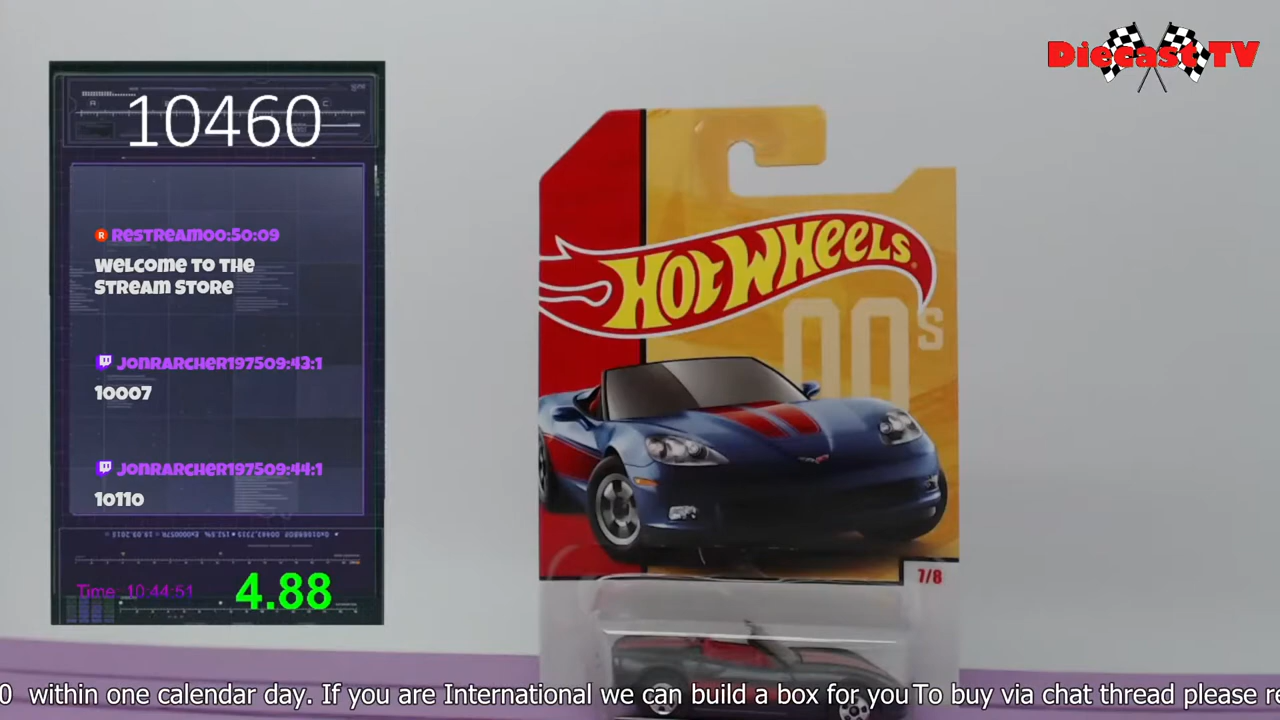 Diecast TV
10460
Restream00:50:09
Welcome to the
Stream Store
JonRArcher197509:43:1
10007
JonRArcher197509:44:1
10110
Time: 10:44:51
4.88
Hot Wheels
00s
7/8
0 within one calendar day. If you are International we can build a box for you To buy via chat thread please re